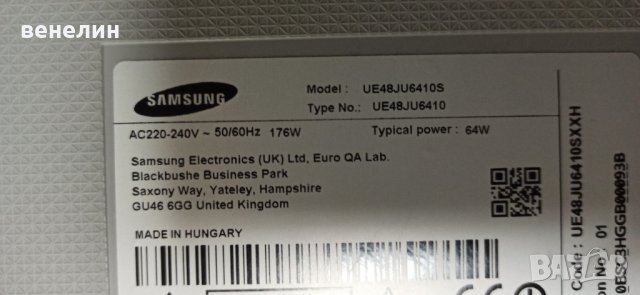 венелин
SAMSUNG
Model : UE48JU6410S
Type No.: UE48JU6410
AC220-240V ~ 50/60Hz 176W
Typical power : 64W
Samsung Electronics (UK) Ltd, Euro QA Lab.
Blackbushe Business Park
Saxony Way, Yateley, Hampshire
GU46 6GG United Kingdom
MADE IN HUNGARY
Code : UE48JU6410SXXH
on No. : 01